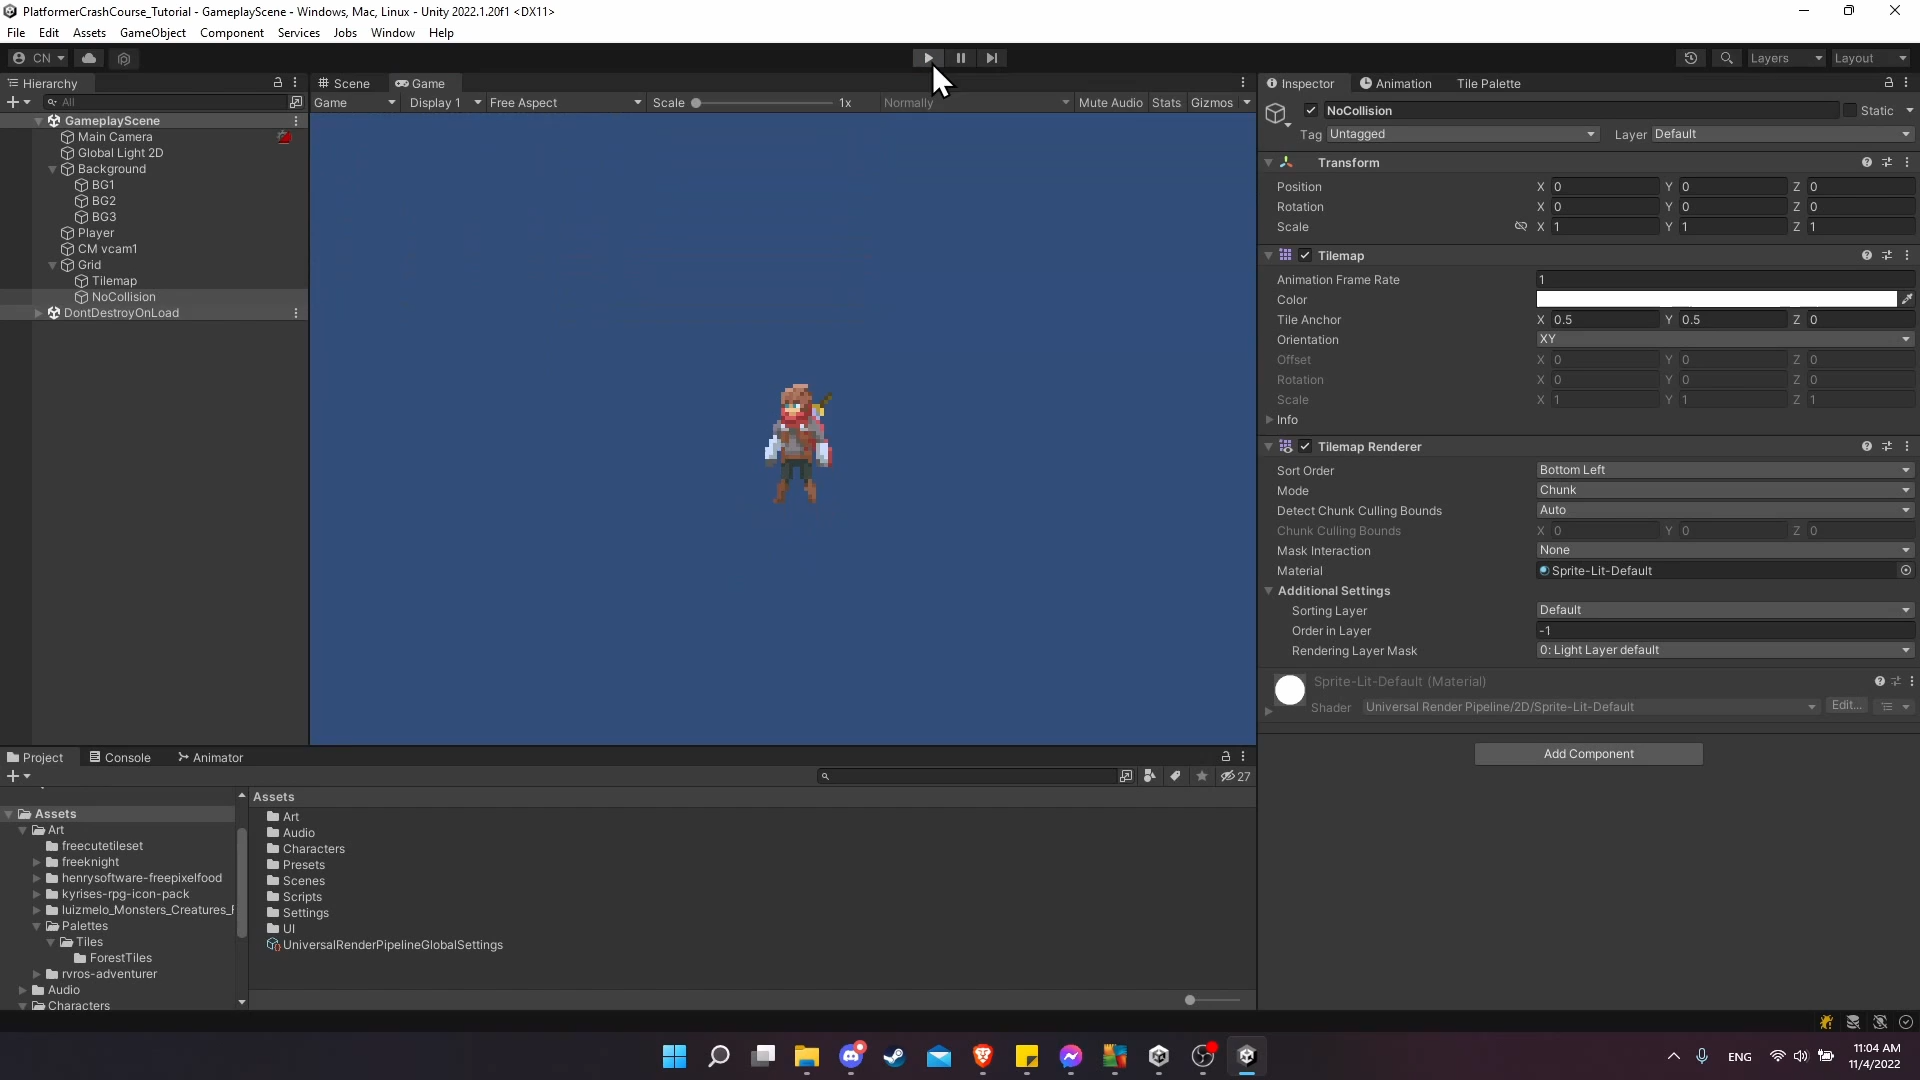 PlatformerCrashCourse_Tutorial - GameplayScene - Windows, Mac, Linux - Unity 2022.1.20f1 <DX11>
File Edit Assets GameObject Component Services Jobs Window Help
CN Layers Layout
Hierarchy
All
GameplayScene
Main Camera
Global Light 2D
Background
BG1
BG2
BG3
Player
CM vcam1
Grid
Tilemap
NoCollision
DontDestroyOnLoad
Scene Game
Game Display 1 Free Aspect Scale 1x Normally Mute Audio Stats Gizmos
Inspector Animation Tile Palette
NoCollision Static
Tag Untagged Layer Default
Transform
Position X 0 Y 0 Z 0
Rotation X 0 Y 0 Z 0
Scale X 1 Y 1 Z 1
Tilemap
Animation Frame Rate 1
Color
Tile Anchor X 0.5 Y 0.5 Z 0
Orientation XY
Offset X 0 Y 0 Z 0
Rotation X 0 Y 0 Z 0
Scale X 1 Y 1 Z 1
Info
Tilemap Renderer
Sort Order Bottom Left
Mode Chunk
Detect Chunk Culling Bounds Auto
Chunk Culling Bounds X 0 Y 0 Z 0
Mask Interaction None
Material Sprite-Lit-Default
Additional Settings
Sorting Layer Default
Order in Layer -1
Rendering Layer Mask 0: Light Layer default
Sprite-Lit-Default (Material)
Shader Universal Render Pipeline/2D/Sprite-Lit-Default Edit...
Add Component
Project Console Animator
27
Assets
Art
freecutetileset
freeknight
henrysoftware-freepixelfood
kyrises-rpg-icon-pack
luizmelo_Monsters_Creatures_F
Palettes
Tiles
ForestTiles
rvros-adventurer
Audio
Characters
Assets
Art
Audio
Characters
Presets
Scenes
Scripts
Settings
UI
UniversalRenderPipelineGlobalSettings
ENG
11:04 AM
11/4/2022